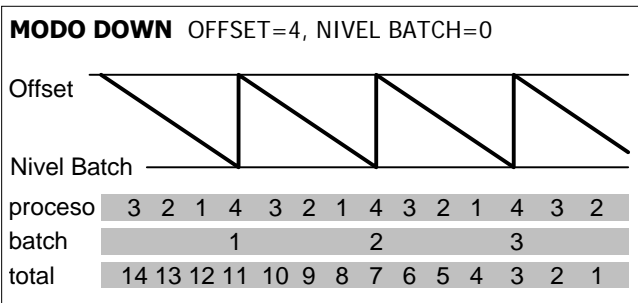 MODO DOWN OFFSET=4, NIVEL BATCH=0
Offset
Nivel Batch
proceso 3 2 1 4 3 2 1 4 3 2 1 4 3 2
batch 1 2 3
total 14 13 12 11 10 9 8 7 6 5 4 3 2 1